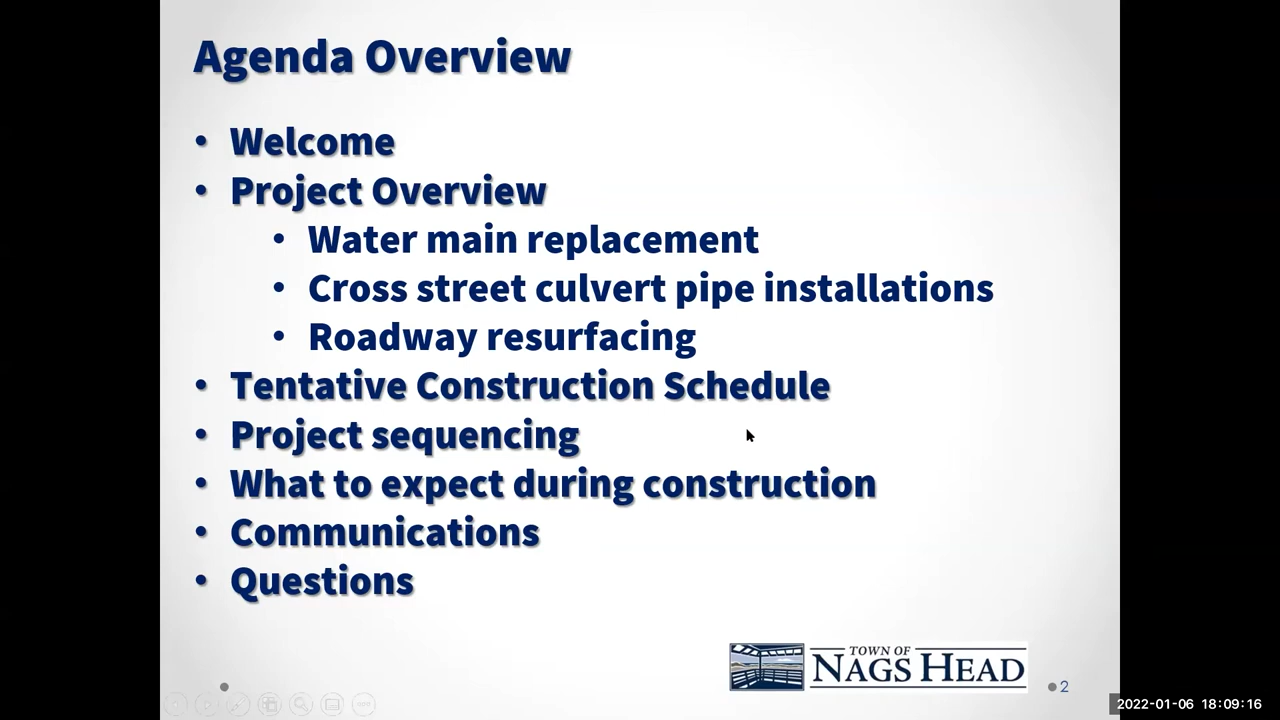 Agenda Overview
• Welcome
• Project Overview
• Water main replacement
• Cross street culvert pipe installations
• Roadway resurfacing
• Tentative Construction Schedule
• Project sequencing
• What to expect during construction
• Communications
• Questions
TOWN OF
NAGS HEAD
2
2022-01-06 18:09:16